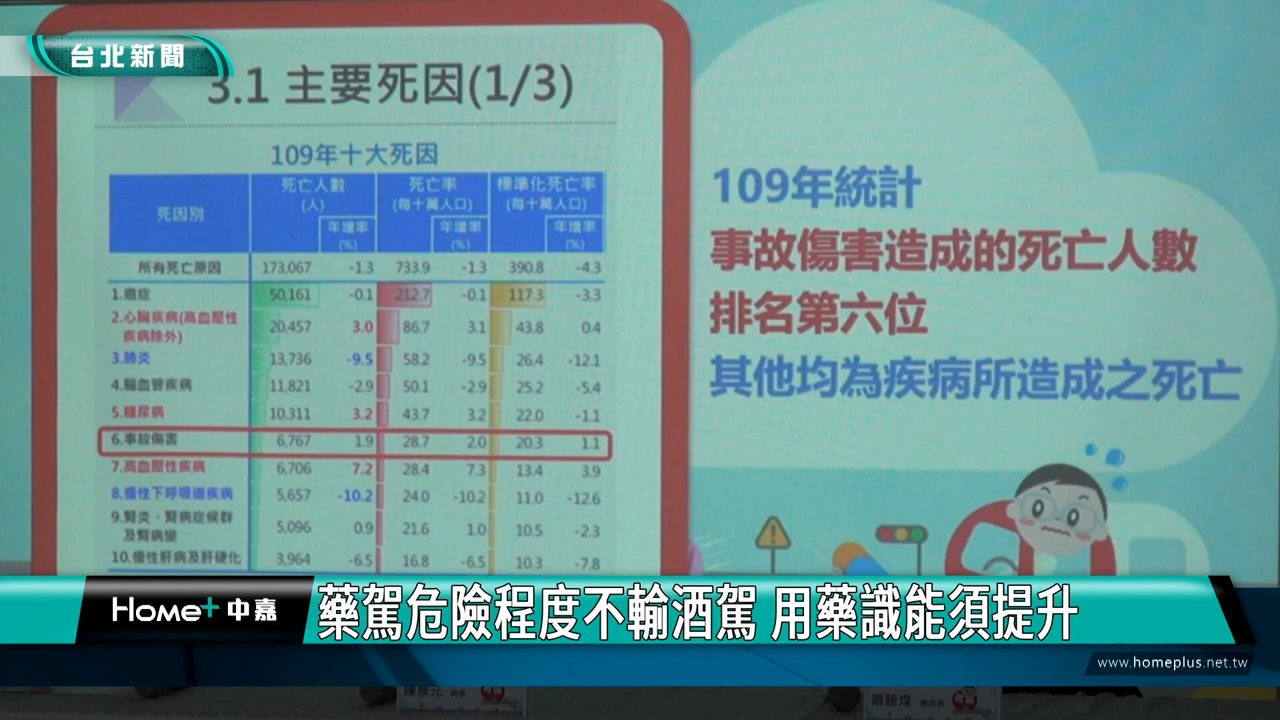 台北新聞
3.1 主要死因(1/3)
109年十大死因
死因別 死亡人數 (人) 年增率 (%) 死亡率 (每十萬人口) 年增率 (%) 標準化死亡率 (每十萬人口) 年增率 (%)
所有死亡原因 173,067 -1.3 733.9 -1.3 390.8 -4.3
1.癌症 50,161 -0.1 212.7 -0.1 117.3 -3.3
2.心臟疾病(高血壓性
疾病除外) 20,457 3.0 86.7 3.1 43.8 0.4
3.肺炎 13,736 -9.5 58.2 -9.5 26.4 -12.1
4.腦血管疾病 11,821 -2.9 50.1 -2.9 25.2 -5.4
5.糖尿病 10,311 3.2 43.7 3.2 22.0 -1.1
6.事故傷害 6,767 1.9 28.7 2.0 20.3 1.1
7.高血壓性疾病 6,706 7.2 28.4 7.3 13.4 3.9
8.慢性下呼吸道疾病 5,657 -10.2 24.0 -10.2 11.0 -12.6
9.腎炎、腎病症候群
及腎病變 5,096 0.9 21.6 1.0 10.5 -2.3
10.慢性肝病及肝硬化 3,964 -6.5 16.8 -6.5 10.3 -7.8
109年統計
事故傷害造成的死亡人數
排名第六位
其他均為疾病所造成之死亡
Home+ 中嘉
藥駕危險程度不輸酒駕 用藥識能須提升
www.homeplus.net.tw
陳彥元
蕭勝煌